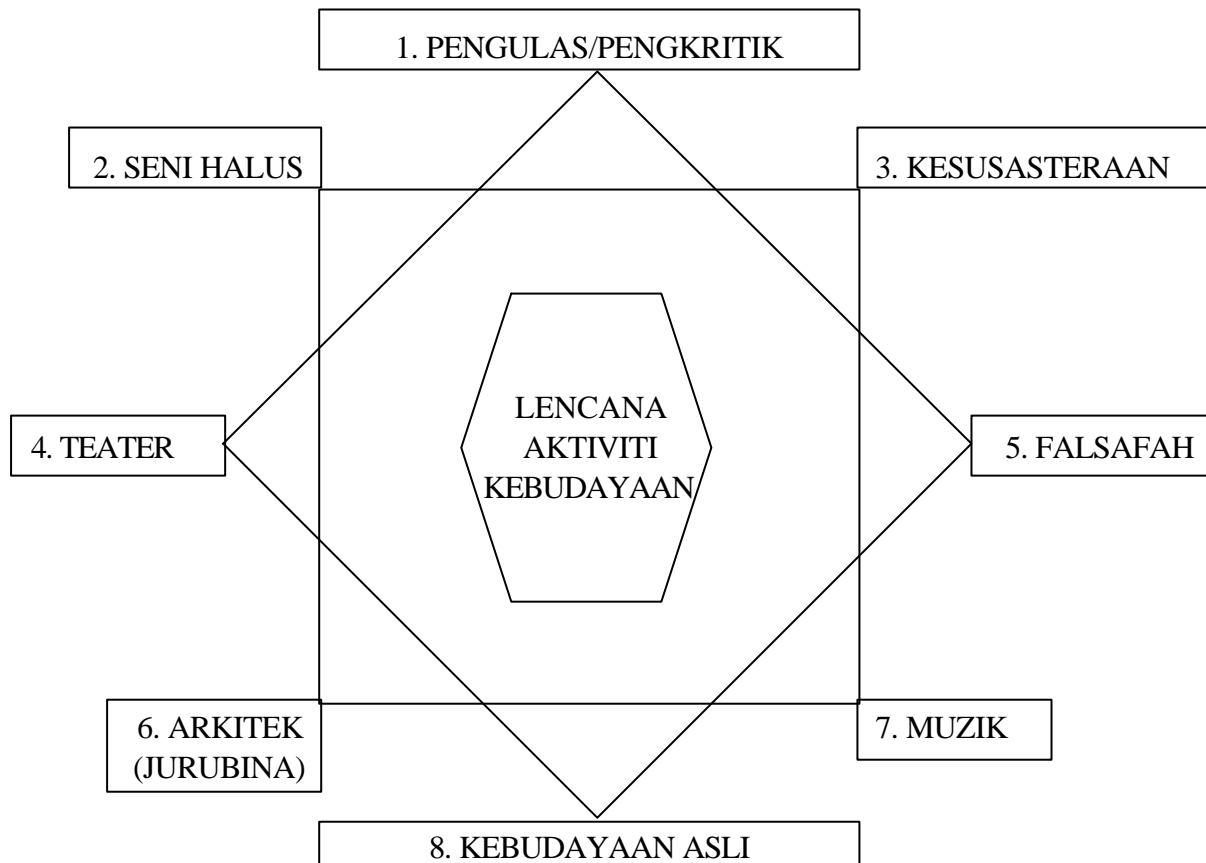 1. PENGULAS/PENGKRITIK
2. SENI HALUS
3. KESUSASTERAAN
LENCANA
AKTIVITI
KEBUDAYAAN
4. TEATER
5. FALSAFAH
6. ARKITEK
(JURUBINA)
7. MUZIK
8. KEBUDAYAAN ASLI